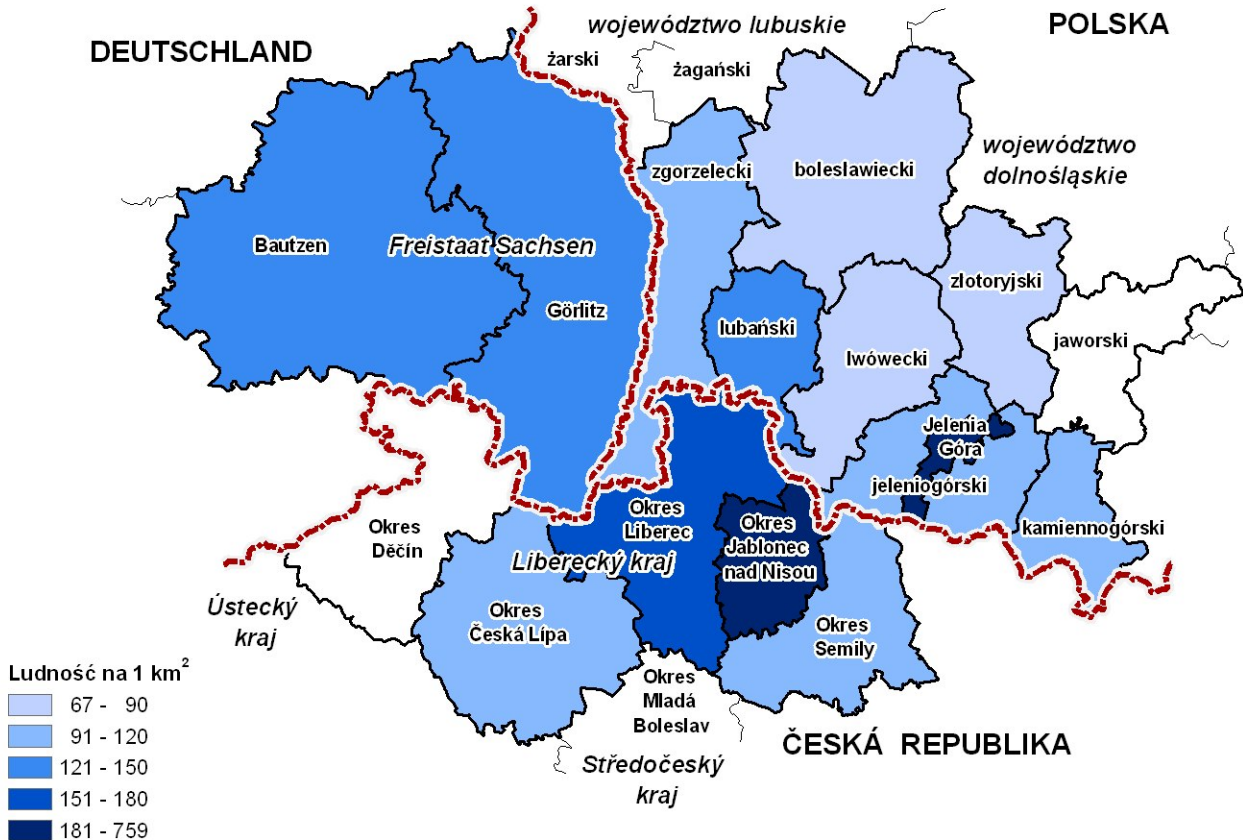 DEUTSCHLAND
województwo lubuskie
POLSKA
żarski
żagański
zgorzelecki
boleslawiecki
województwo
dolnośląskie
Bautzen
Freistaat Sachsen
Görlitz
lubański
lwówecki
zlotoryjski
jaworski
Jelenia
Góra
jeleniogórski
kamiennogórski
Okres
Děčín
Okres
Liberec
Okres
Jablonec
nad Nisou
Liberecký kraj
Ústecký
kraj
Okres
Česká Lípa
Okres
Semily
Okres
Mladá
Boleslav
Středočeský
kraj
ČESKÁ REPUBLIKA
Ludność na 1 km²
67 - 90
91 - 120
121 - 150
151 - 180
181 - 759